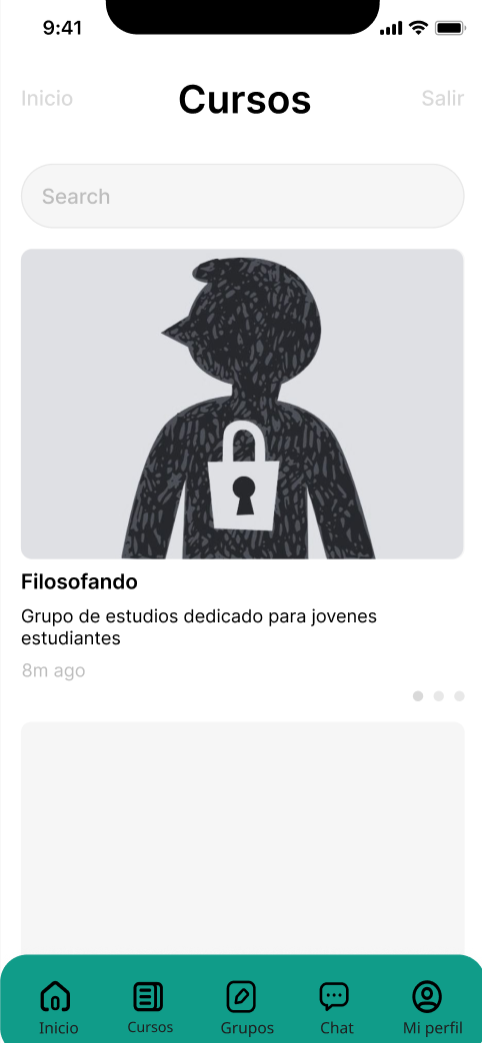 9:41
Inicio Cursos Salir
Search
Filosofando
Grupo de estudios dedicado para jovenes
estudiantes
8m ago
Inicio Cursos Grupos Chat Mi perfil